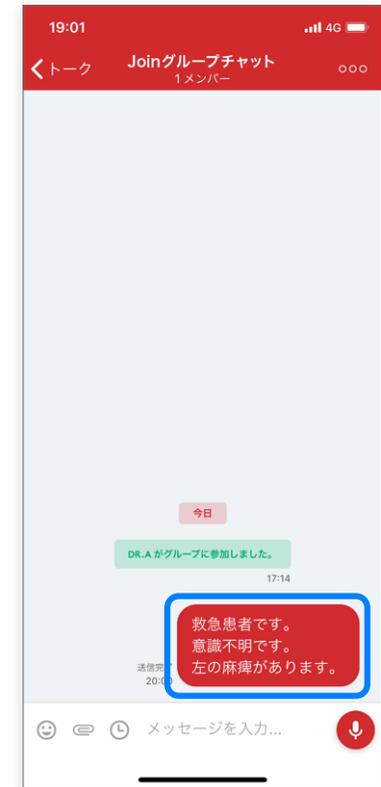 19:01
4G
トーク
Joinグループチャット
1メンバー
今日
DR.A がグループに参加しました。
17:14
救急患者です。
意識不明です。
左の麻痺があります。
送信完了
20:00
メッセージを入力...